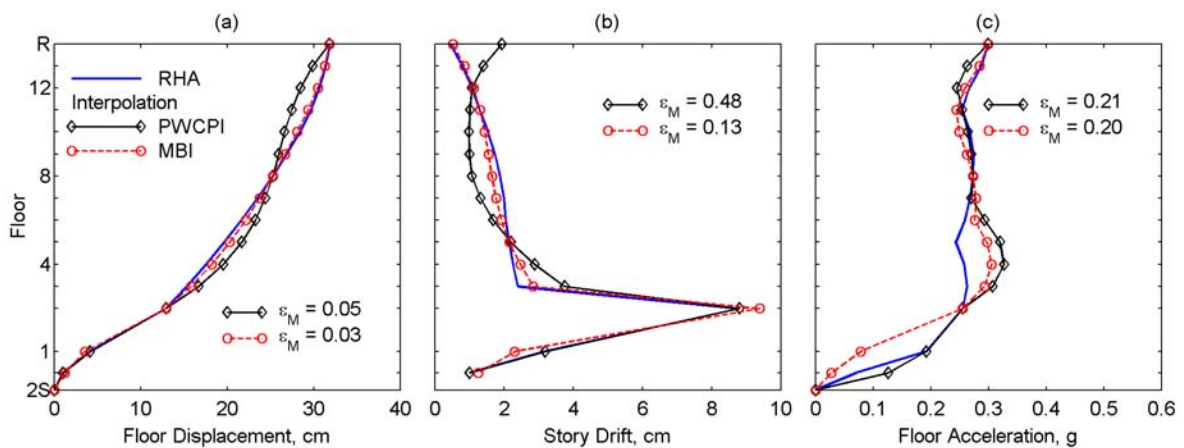 (a) (b) (c)
R
12
8
4
1
2S
Floor
RHA
Interpolation
PWCPI
MBI
ε_M = 0.05
ε_M = 0.03
0 10 20 30 40
Floor Displacement, cm
ε_M = 0.48
ε_M = 0.13
0 2 4 6 8 10
Story Drift, cm
ε_M = 0.21
ε_M = 0.20
0 0.1 0.2 0.3 0.4 0.5 0.6
Floor Acceleration, g